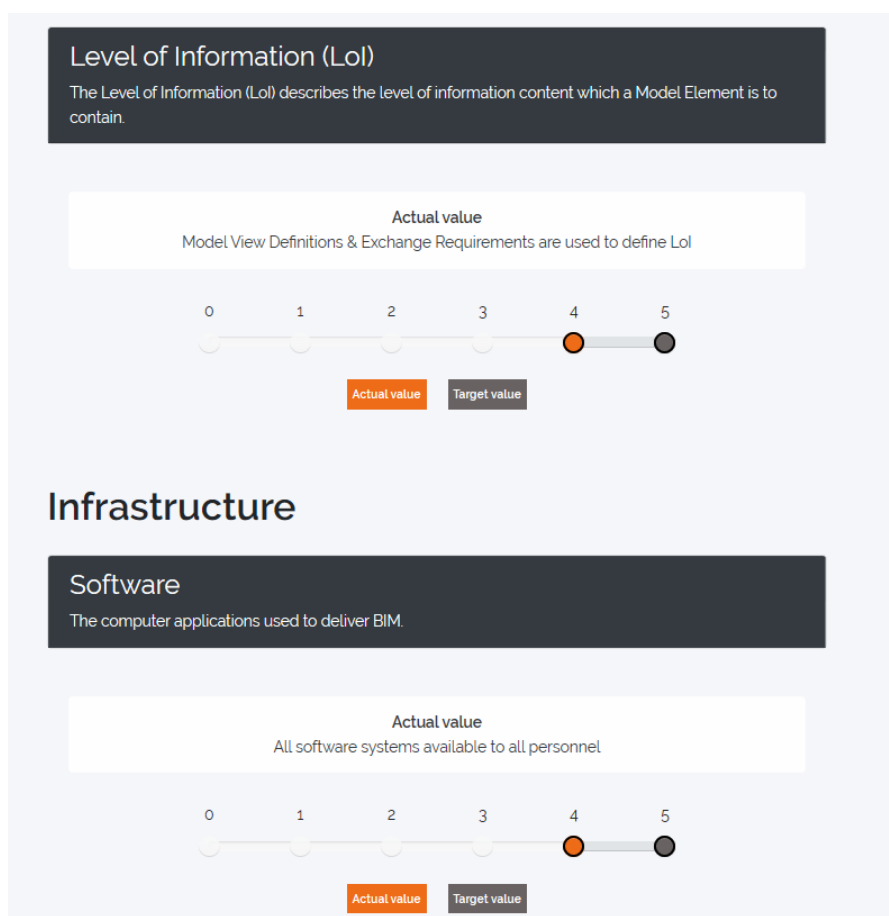 Level of Information (LoI)
The Level of Information (LoI) describes the level of information content which a Model Element is to
contain.
Actual value
Model View Definitions & Exchange Requirements are used to define LoI
0 1 2 3 4 5
Actual value Target value
Infrastructure
Software
The computer applications used to deliver BIM.
Actual value
All software systems available to all personnel
0 1 2 3 4 5
Actual value Target value